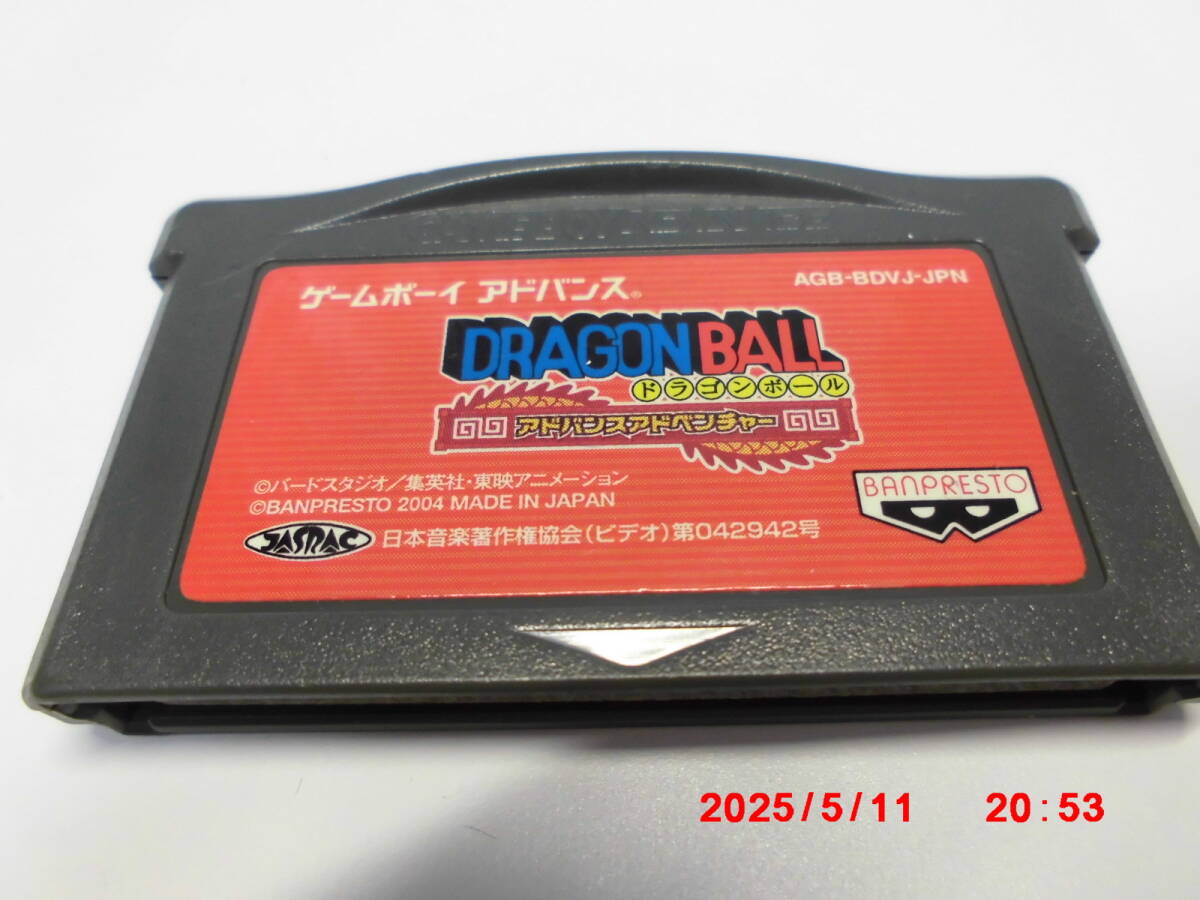 GAME BOY ADVANCE
ゲームボーイ アドバンス®
AGB-BDVJ-JPN
DRAGON BALL
ドラゴンボール
アドバンスアドベンチャー
©バードスタジオ/集英社・東映アニメーション
©BANPRESTO 2004 MADE IN JAPAN
BANPRESTO
JASRAC 日本音楽著作権協会(ビデオ)第042942号
2025/5/11 20:53